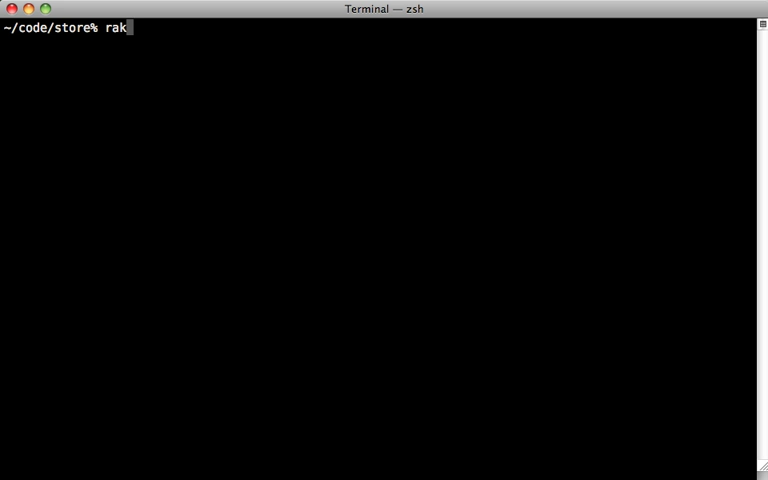 Terminal — zsh
~/code/store% rak